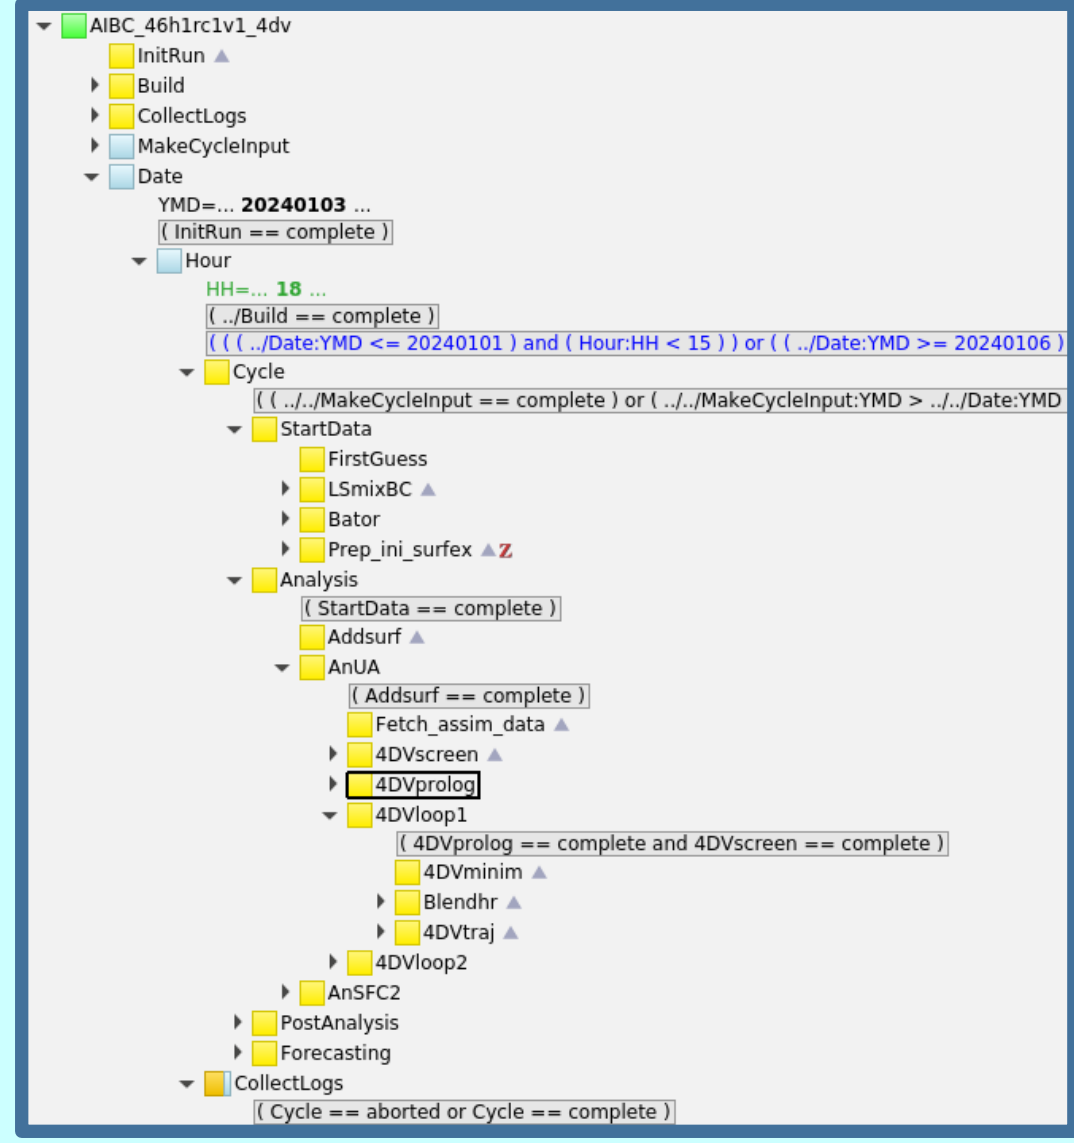 AIBC_46h1rc1v1_4dv
InitRun
Build
CollectLogs
MakeCycleInput
Date
YMD=... 20240103 ...
( InitRun == complete )
Hour
HH=... 18 ...
( ../Build == complete )
( ( ( ../Date:YMD <= 20240101 ) and ( Hour:HH < 15 ) ) or ( ( ../Date:YMD >= 20240106 )
Cycle
( ( ../../MakeCycleInput == complete ) or ( ../../MakeCycleInput:YMD > ../../Date:YMD
StartData
FirstGuess
LSmixBC
Bator
Prep_ini_surfex Z
Analysis
( StartData == complete )
Addsurf
AnUA
( Addsurf == complete )
Fetch_assim_data
4DVscreen
4DVprolog
4DVloop1
( 4DVprolog == complete and 4DVscreen == complete )
4DVminim
Blendhr
4DVtraj
4DVloop2
AnSFC2
PostAnalysis
Forecasting
CollectLogs
( Cycle == aborted or Cycle == complete )